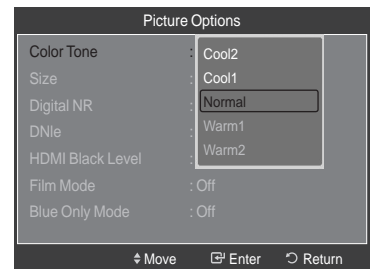 Picture Options
Color Tone : Cool2
Size : Cool1
Digital NR : Normal
DNIe : Warm1
HDMI Black Level : Warm2
Film Mode : Off
Blue Only Mode : Off
Move Enter Return